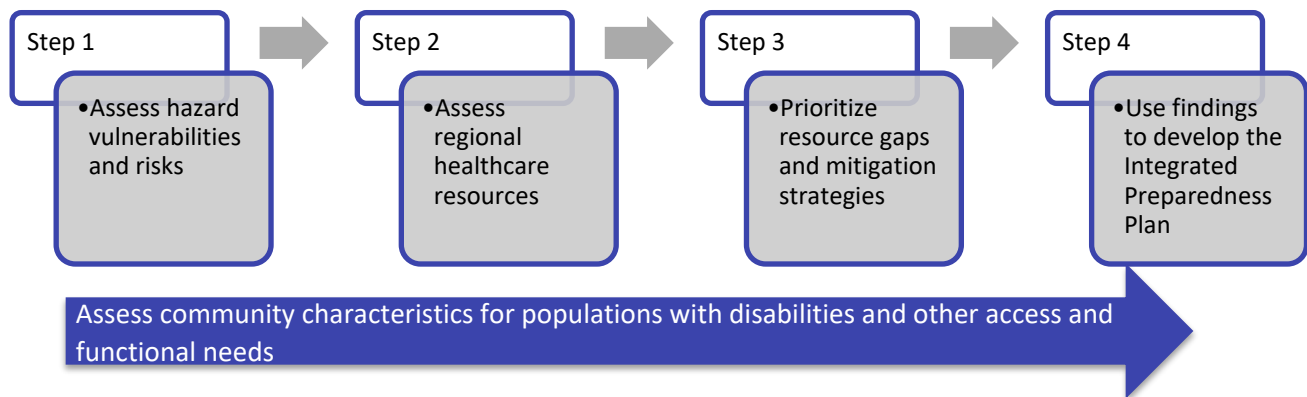 Step 1
•Assess hazard
vulnerabilities
and risks
Step 2
•Assess
regional
healthcare
resources
Step 3
•Prioritize
resource gaps
and mitigation
strategies
Step 4
•Use findings
to develop the
Integrated
Preparedness
Plan
Assess community characteristics for populations with disabilities and other access and
functional needs